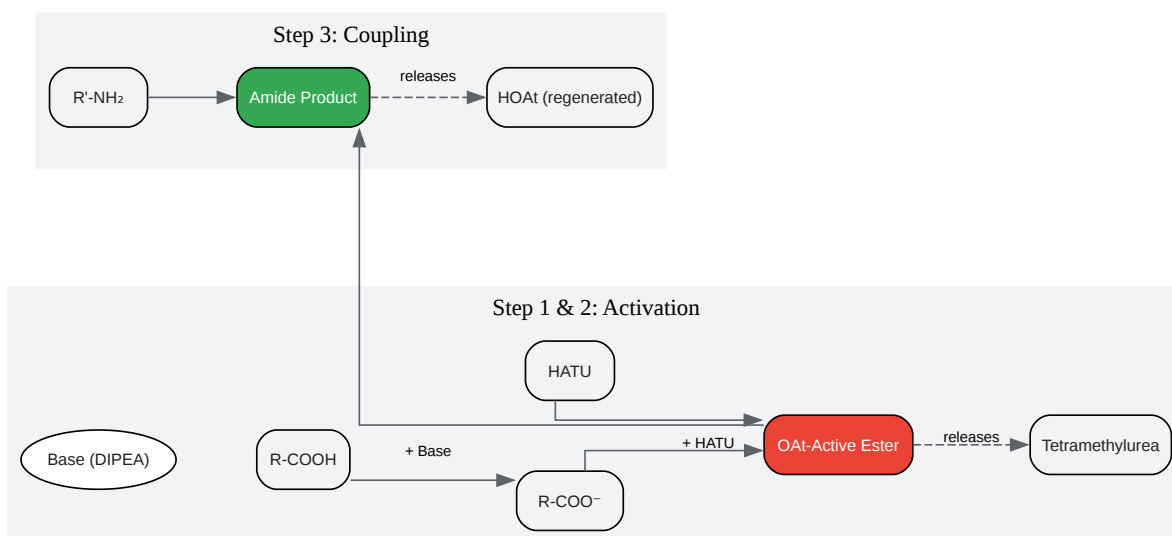 Step 3: Coupling
releases
R'-NH₂
Amide Product
HOAt (regenerated)
Step 1 & 2: Activation
HATU
Base (DIPEA)
R-COOH
+ Base
R-COO⁻
+ HATU
OAt-Active Ester
releases
Tetramethylurea